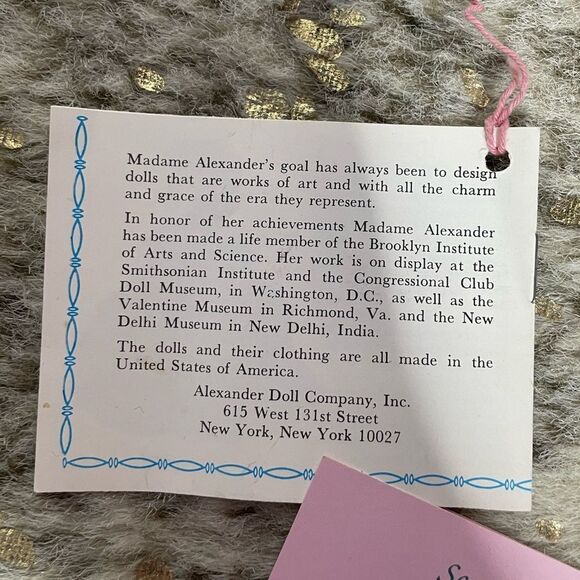 Madame Alexander's goal has always been to design
dolls that are works of art and with all the charm
and grace of the era they represent.
In honor of her achievements Madame Alexander
has been made a life member of the Brooklyn Institute
of Arts and Science. Her work is on display at the
Smithsonian Institute and the Congressional Club
Doll Museum, in Washington, D.C., as well as the
Valentine Museum in Richmond, Va. and the New
Delhi Museum in New Delhi, India.
The dolls and their clothing are all made in the
United States of America.
Alexander Doll Company, Inc.
615 West 131st Street
New York, New York 10027